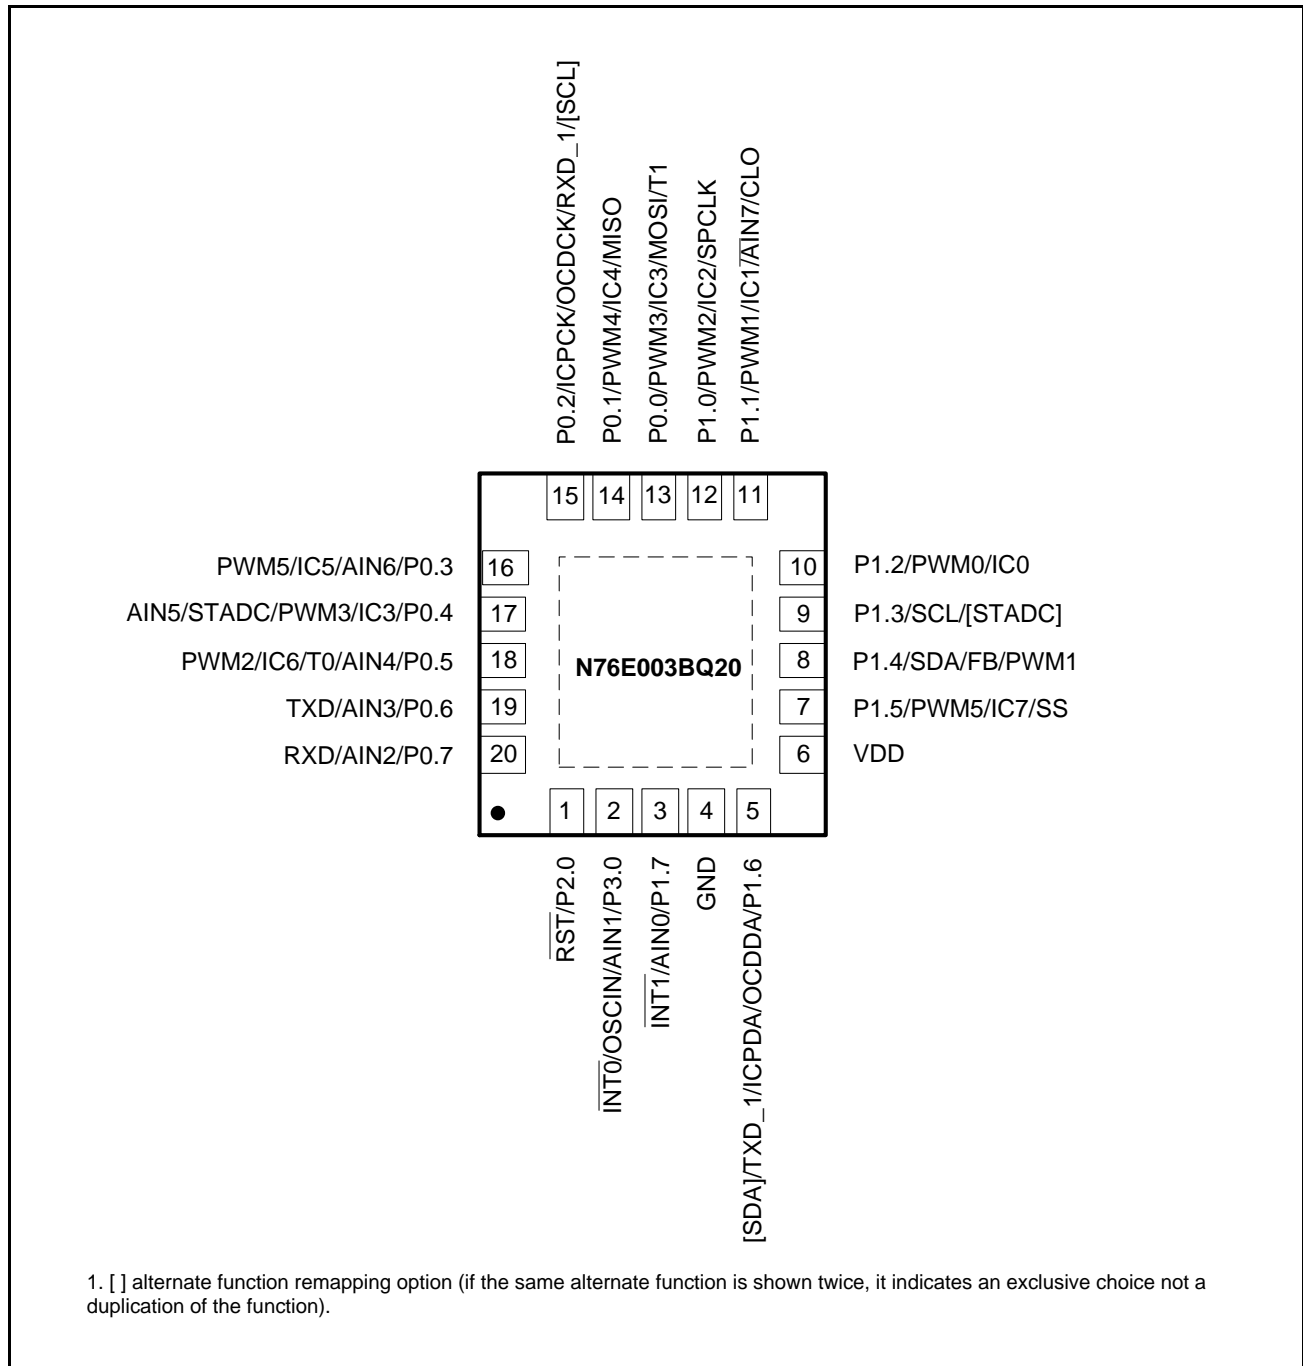 P0.2/ICPCK/OCDCK/RXD_1/[SCL]
P0.1/PWM4/IC4/MISO
P0.0/PWM3/IC3/MOSI/T1
P1.0/PWM2/IC2/SPCLK
P1.1/PWM1/IC1/AIN7/CLO
15 14 13 12 11
PWM5/IC5/AIN6/P0.3 16
AIN5/STADC/PWM3/IC3/P0.4 17
PWM2/IC6/T0/AIN4/P0.5 18
TXD/AIN3/P0.6 19
RXD/AIN2/P0.7 20
N76E003BQ20
10 P1.2/PWM0/IC0
9 P1.3/SCL/[STADC]
8 P1.4/SDA/FB/PWM1
7 P1.5/PWM5/IC7/SS
6 VDD
1 2 3 4 5
RST/P2.0
INT0/OSCIN/AIN1/P3.0
INT1/AIN0/P1.7
GND
[SDA]/TXD_1/ICPDA/OCDDA/P1.6
1. [ ] alternate function remapping option (if the same alternate function is shown twice, it indicates an exclusive choice not a
duplication of the function).